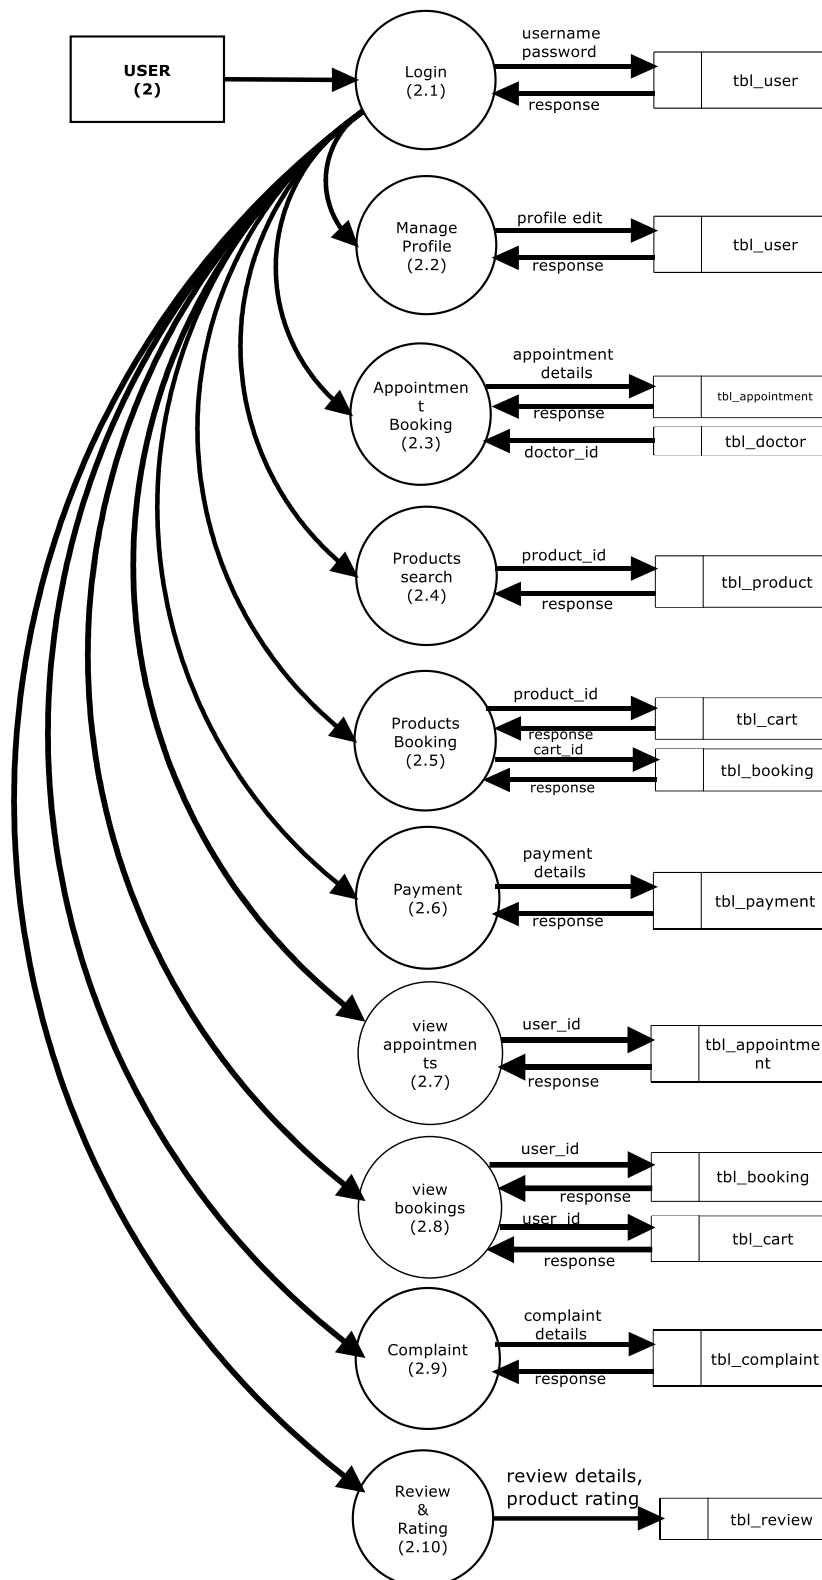 USER
(2)
Login
(2.1)
username
password
response
tbl_user
Manage
Profile
(2.2)
profile edit
response
tbl_user
Appointmen
t
Booking
(2.3)
appointment
details
response
doctor_id
tbl_appointment
tbl_doctor
Products
search
(2.4)
product_id
response
tbl_product
Products
Booking
(2.5)
product_id
response
cart_id
response
tbl_cart
tbl_booking
Payment
(2.6)
payment
details
response
tbl_payment
view
appointmen
ts
(2.7)
user_id
response
tbl_appointme
nt
view
bookings
(2.8)
user_id
response
user_id
response
tbl_booking
tbl_cart
Complaint
(2.9)
complaint
details
response
tbl_complaint
Review
&
Rating
(2.10)
review details,
product rating
tbl_review